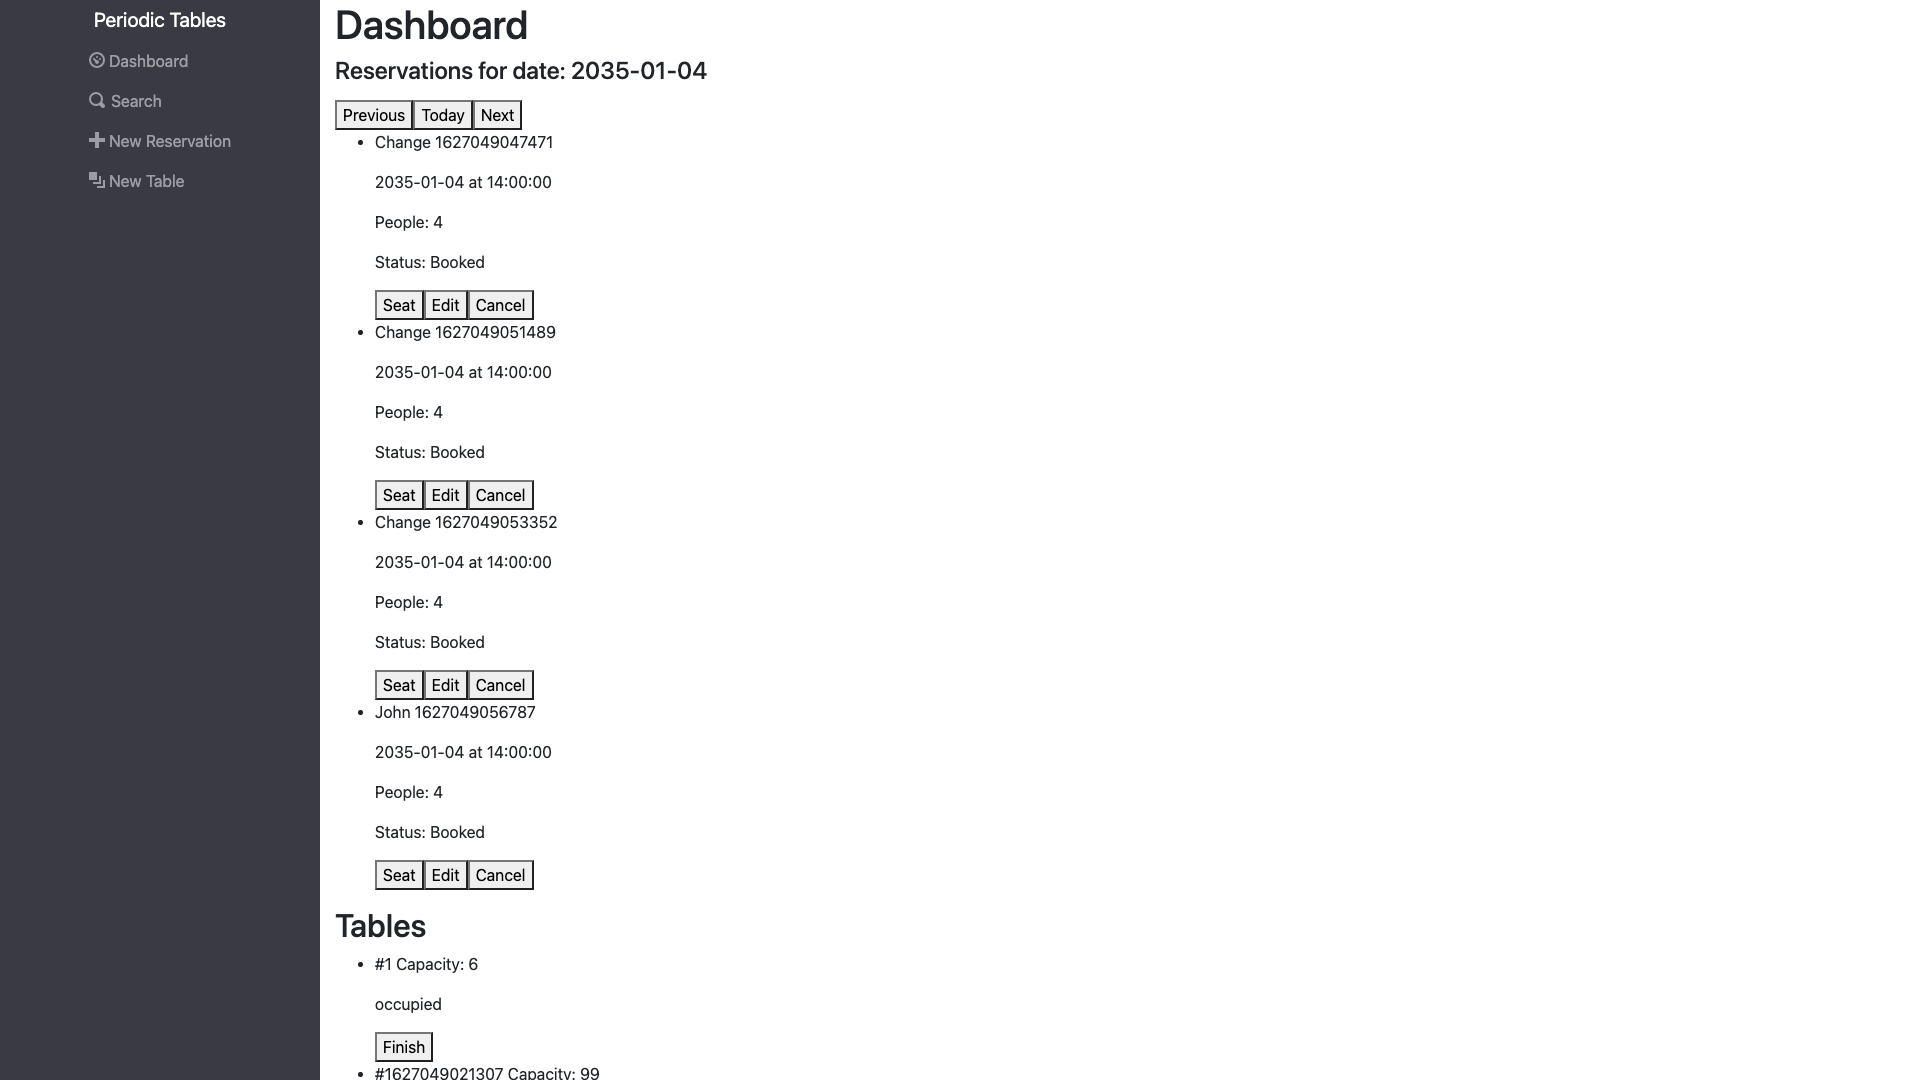 Periodic Tables
Dashboard
Search
New Reservation
New Table
Dashboard
Reservations for date: 2035-01-04
Previous Today Next
Change 1627049047471
2035-01-04 at 14:00:00
People: 4
Status: Booked
Seat Edit Cancel
Change 1627049051489
2035-01-04 at 14:00:00
People: 4
Status: Booked
Seat Edit Cancel
Change 1627049053352
2035-01-04 at 14:00:00
People: 4
Status: Booked
Seat Edit Cancel
John 1627049056787
2035-01-04 at 14:00:00
People: 4
Status: Booked
Seat Edit Cancel
Tables
#1 Capacity: 6
occupied
Finish
#1627049021307 Capacity: 99